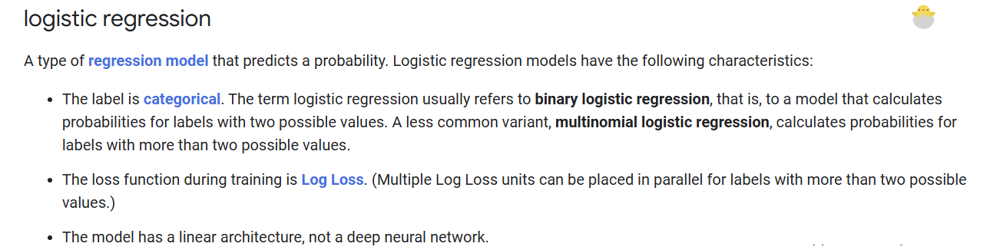 logistic regression
A type of regression model that predicts a probability. Logistic regression models have the following characteristics:
• The label is categorical. The term logistic regression usually refers to binary logistic regression, that is, to a model that calculates
probabilities for labels with two possible values. A less common variant, multinomial logistic regression, calculates probabilities for
labels with more than two possible values.
• The loss function during training is Log Loss. (Multiple Log Loss units can be placed in parallel for labels with more than two possible
values.)
• The model has a linear architecture, not a deep neural network.